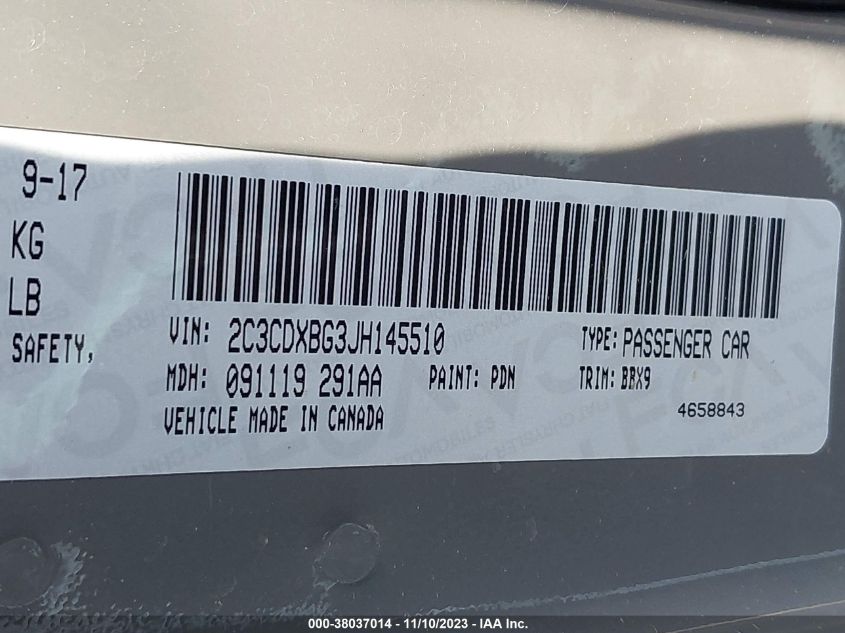 9-17
KG
LB
SAFETY,
VIN: 2C3CDXBG3JH145510 TYPE: PASSENGER CAR
MDH: 091119 291AA PAINT: PDN TRIM: BBX9
VEHICLE MADE IN CANADA 4658843
000-38037014 - 11/10/2023 - IAA Inc.